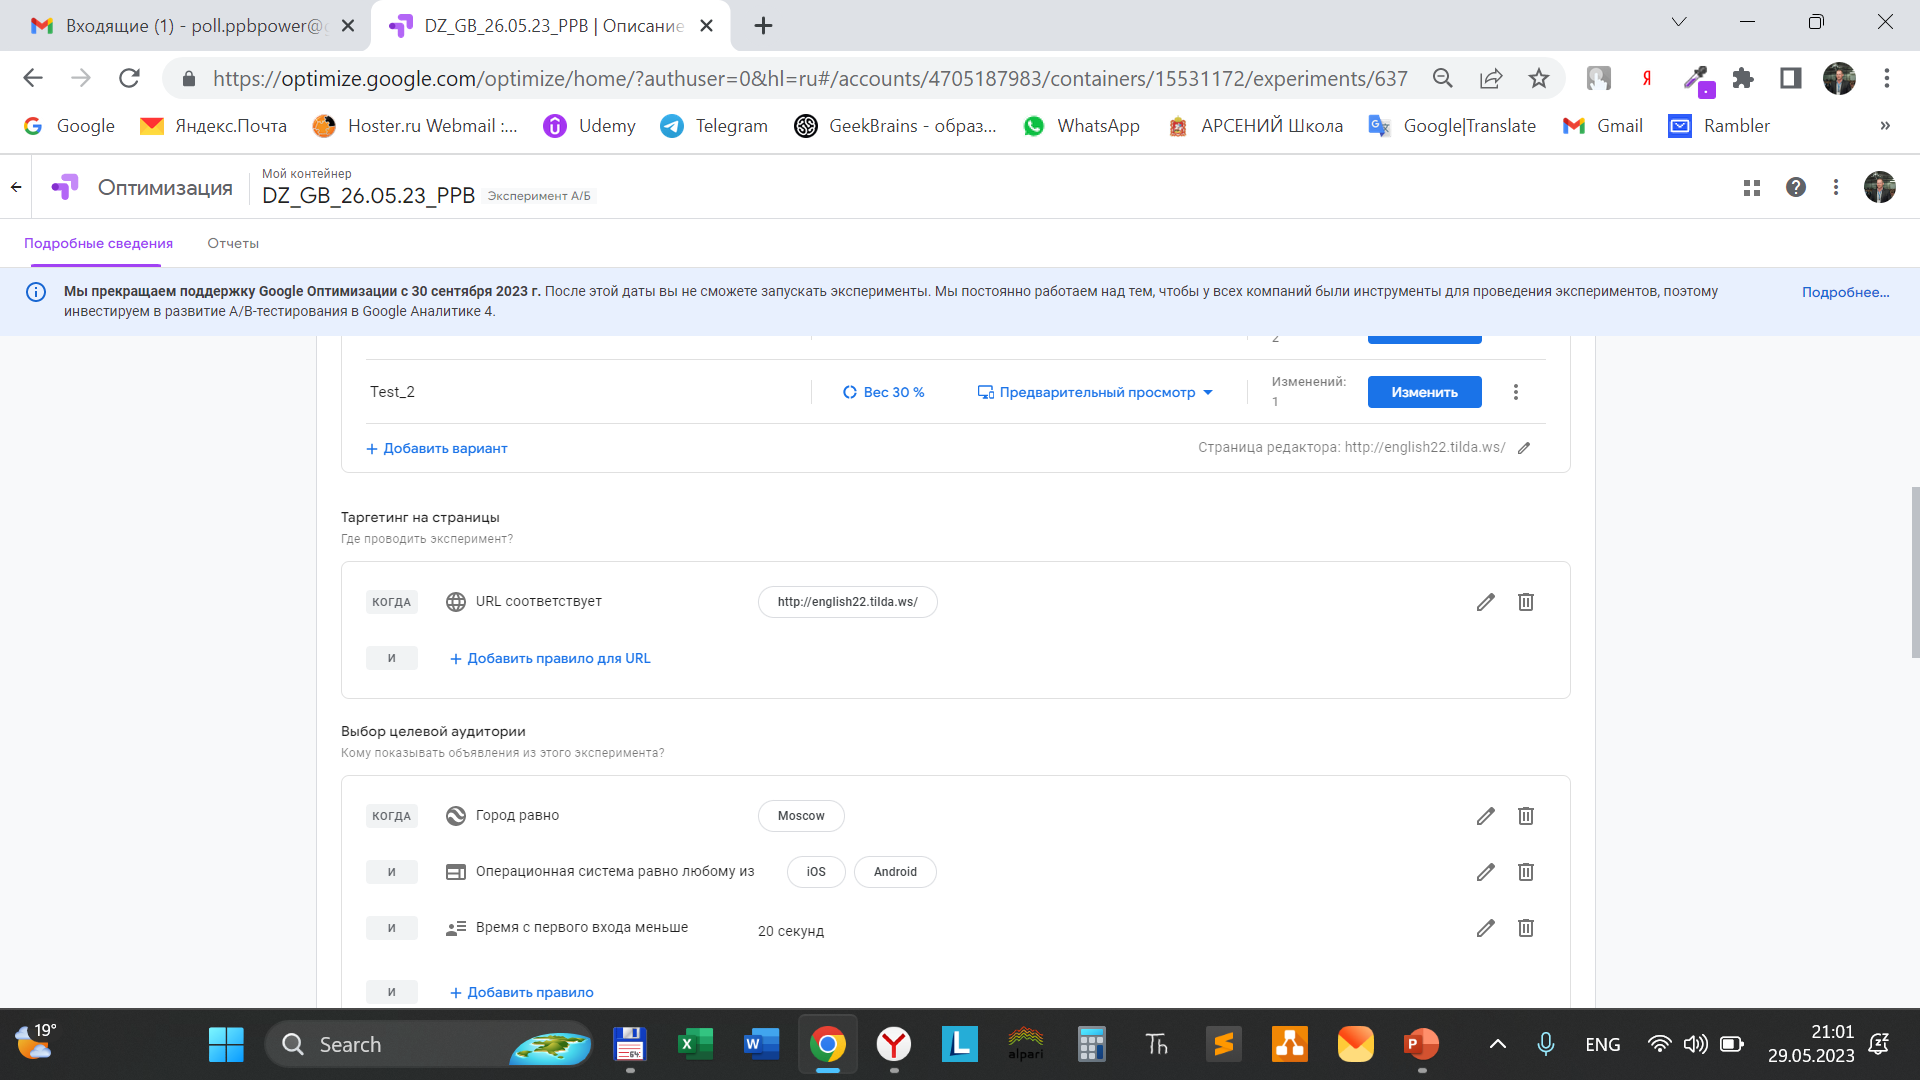 Входящие (1) - poll.ppbpower@
DZ_GB_26.05.23_PPB | Описание
https://optimize.google.com/optimize/home/?authuser=0&hl=ru#/accounts/4705187983/containers/15531172/experiments/637
Google
Яндекс.Почта
Hoster.ru Webmail :...
Udemy
Telegram
GeekBrains - образ...
WhatsApp
АРСЕНИЙ Школа
Google|Translate
Gmail
Rambler
»
Оптимизация
Мой контейнер
DZ_GB_26.05.23_PPB Эксперимент А/Б
Подробные сведения
Отчеты
Мы прекращаем поддержку Google Оптимизации с 30 сентября 2023 г. После этой даты вы не сможете запускать эксперименты. Мы постоянно работаем над тем, чтобы у всех компаний были инструменты для проведения экспериментов, поэтому
инвестируем в развитие A/B-тестирования в Google Аналитике 4.
Подробнее...
2
Test_2
Вес 30 %
Предварительный просмотр
Изменений:
1
Изменить
+ Добавить вариант
Страница редактора: http://english22.tilda.ws/
Таргетинг на страницы
Где проводить эксперимент?
КОГДА
URL соответствует
http://english22.tilda.ws/
И
+ Добавить правило для URL
Выбор целевой аудитории
Кому показывать объявления из этого эксперимента?
КОГДА
Город равно
Moscow
И
Операционная система равно любому из
iOS
Android
И
Время с первого входа меньше
20 секунд
И
+ Добавить правило
19°
Search
64
alpari
ENG
21:01
29.05.2023